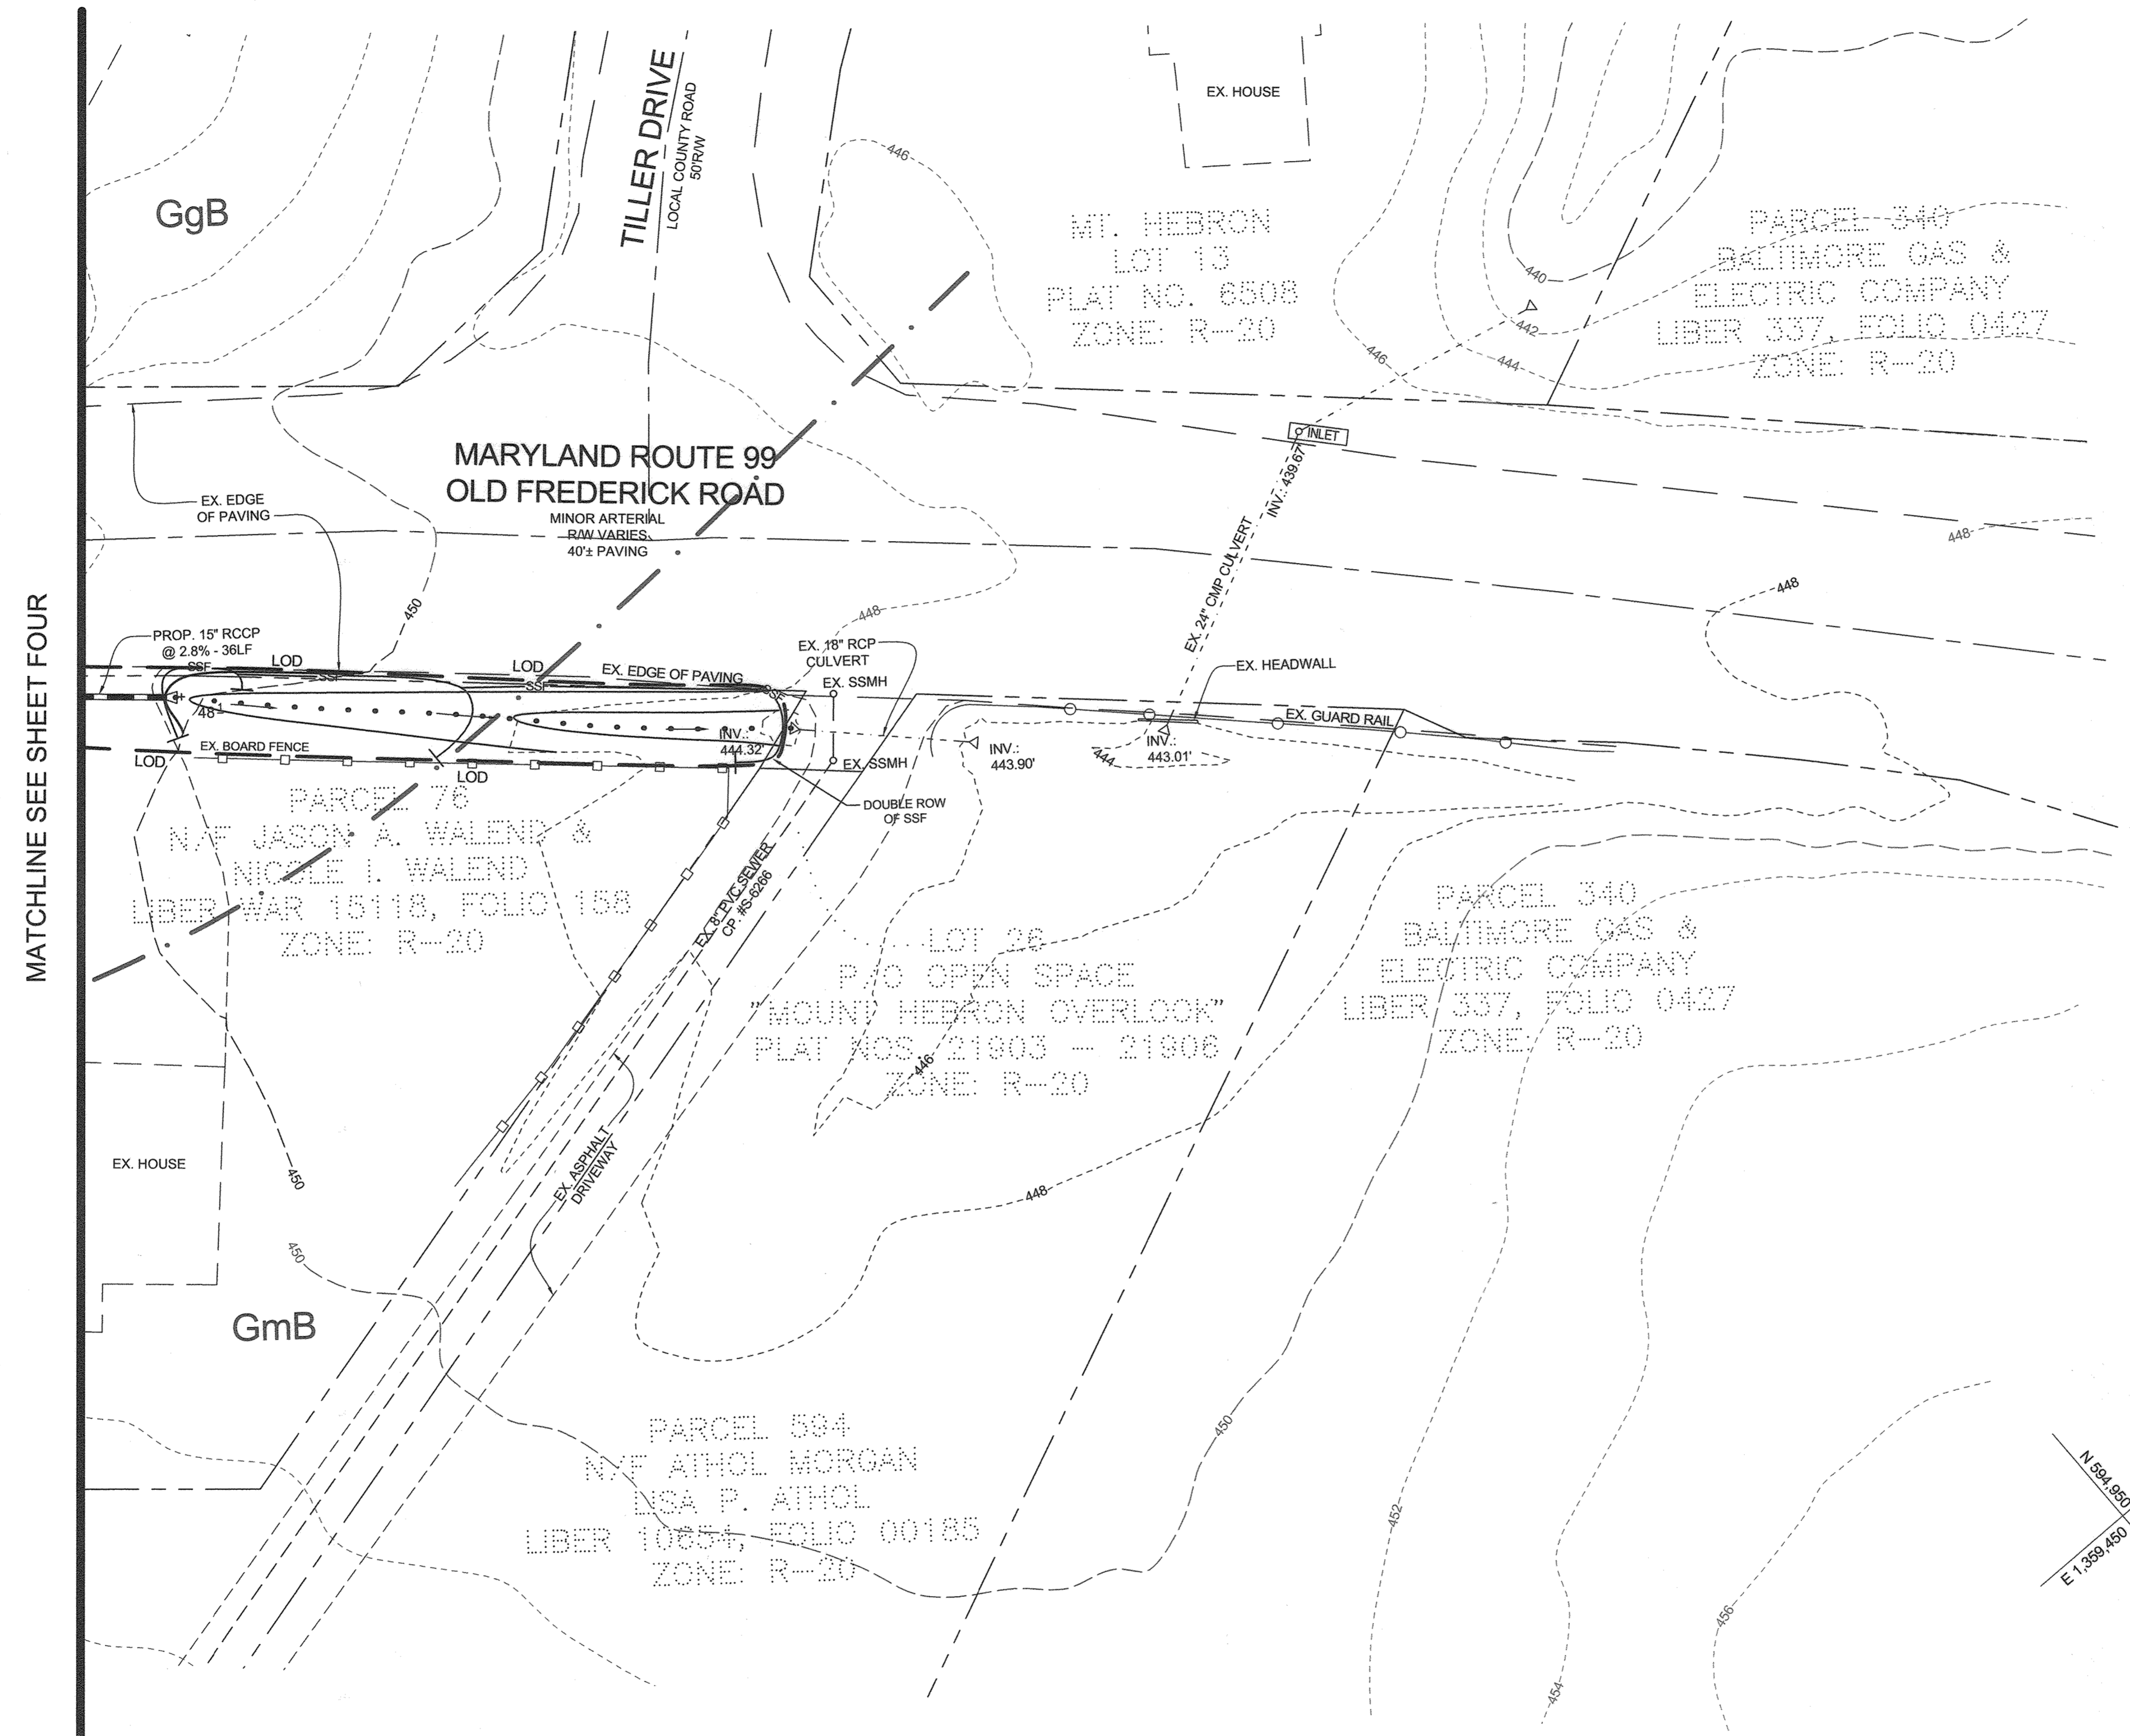 MATCHLINE SEE SHEET FOUR
GgB
TILLER DRIVE
LOCAL COUNTY ROAD
50'R/W
EX. HOUSE
446
MT. HEBRON
LOT 13
PLAT NO. 6508
ZONE: R-20
PARCEL 340
BALTIMORE GAS &
ELECTRIC COMPANY
LIBER 337, FOLIO 0427
ZONE: R-20
440
442
444
446
INLET
INV.: 439.67'
EX. 24" CMP CULVERT
MARYLAND ROUTE 99
OLD FREDERICK ROAD
MINOR ARTERIAL
R/W VARIES
40'± PAVING
EX. EDGE
OF PAVING
448
448
450
448
PROP. 15" RCCP
@ 2.8% - 36LF
SSF
LOD
SSF
LOD
SSF
EX. EDGE OF PAVING
EX. 18" RCP
CULVERT
EX. SSMH
EX. HEADWALL
EX. GUARD RAIL
48
EX. BOARD FENCE
LOD
LOD
INV.:
444.32'
EX. SSMH
INV.:
443.90'
444
INV.:
443.01'
DOUBLE ROW
OF SSF
PARCEL 76
N/F JASON A. WALEND &
NICOLE I. WALEND
LIBER WAR 15118, FOLIO 158
ZONE: R-20
EX. 8" PVC SEWER
CP #S-6266
LOT 26
P/O OPEN SPACE
"MOUNT HEBRON OVERLOOK"
PLAT NOS. 21903 - 21906
ZONE: R-20
446
PARCEL 340
BALTIMORE GAS &
ELECTRIC COMPANY
LIBER 337, FOLIO 0427
ZONE: R-20
EX. HOUSE
450
450
EX. ASPHALT
DRIVEWAY
448
GmB
PARCEL 594
N/F ATHOL MORGAN
LISA P. ATHOL
LIBER 10654, FOLIO 00185
ZONE: R-20
450
452
454
456
N 594,950
E 1,359,450